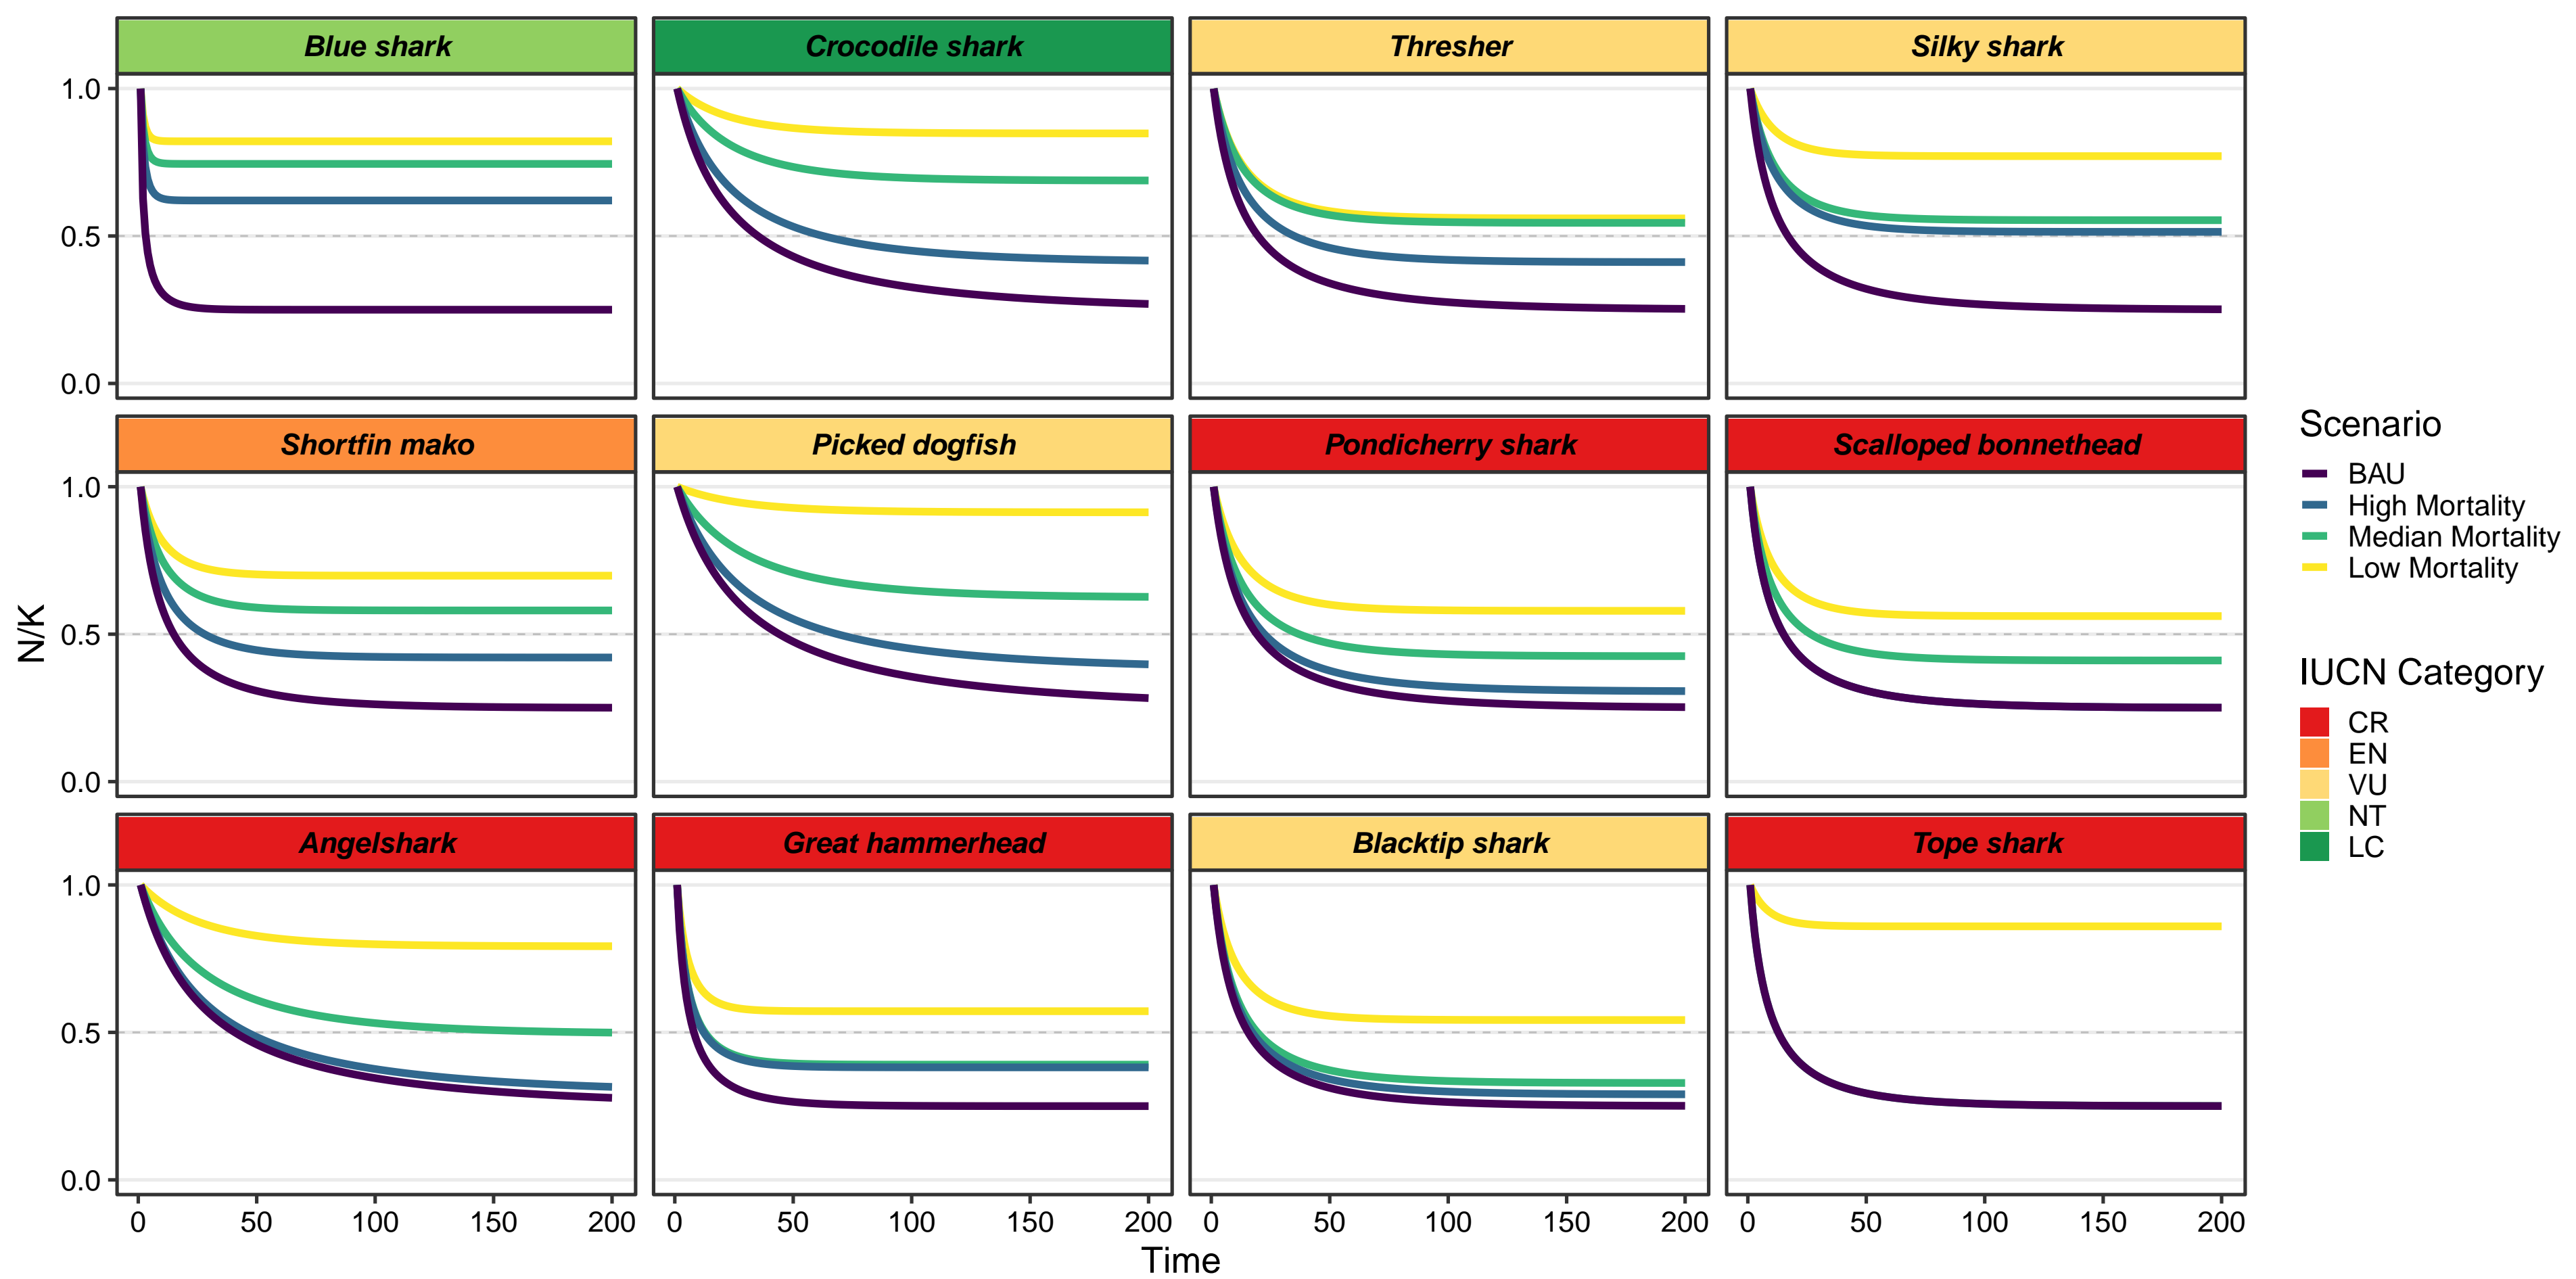 Blue shark
Crocodile shark
Thresher
Silky shark
1.0
0.5
0.0
Shortfin mako
Picked dogfish
Pondicherry shark
Scalloped bonnethead
1.0
0.5
0.0
N/K
Angelshark
Great hammerhead
Blacktip shark
Tope shark
1.0
0.5
0.0
0 50 100 150 200
0 50 100 150 200
0 50 100 150 200
0 50 100 150 200
Time
Scenario
BAU
High Mortality
Median Mortality
Low Mortality
IUCN Category
CR
EN
VU
NT
LC